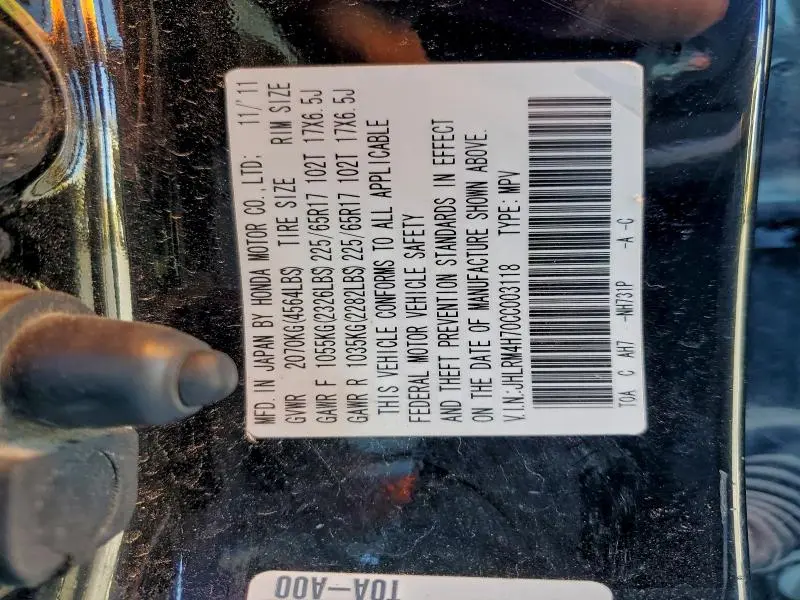 MFD. IN JAPAN BY HONDA MOTOR CO.,LTD; 11/'11
GVWR 2070KG(4564LBS) TIRE SIZE RIM SIZE
GAWR F 1055KG(2326LBS)225/65R17 102T 17X6.5J
GAWR R 1035KG(2282LBS)225/65R17 102T 17X6.5J
THIS VEHICLE CONFORMS TO ALL APPLICABLE
FEDERAL MOTOR VEHICLE SAFETY
AND THEFT PREVENTION STANDARDS IN EFFECT
ON THE DATE OF MANUFACTURE SHOWN ABOVE.
V.IN.:JHLRM4H70CC003118 TYPE: MPV
T0A C AH7 -NH731P -A -C
T0A-A00